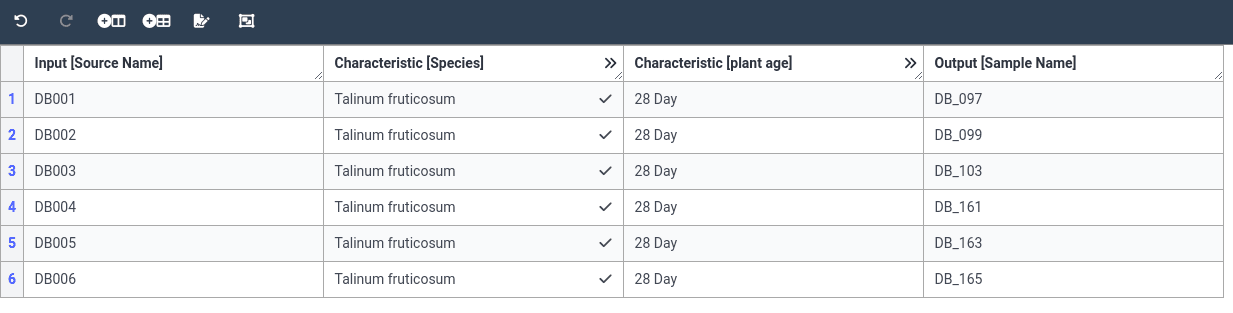 Input [Source Name] Characteristic [Species] Characteristic [plant age] Output [Sample Name]
1 DB001 Talinum fruticosum 28 Day DB_097
2 DB002 Talinum fruticosum 28 Day DB_099
3 DB003 Talinum fruticosum 28 Day DB_103
4 DB004 Talinum fruticosum 28 Day DB_161
5 DB005 Talinum fruticosum 28 Day DB_163
6 DB006 Talinum fruticosum 28 Day DB_165